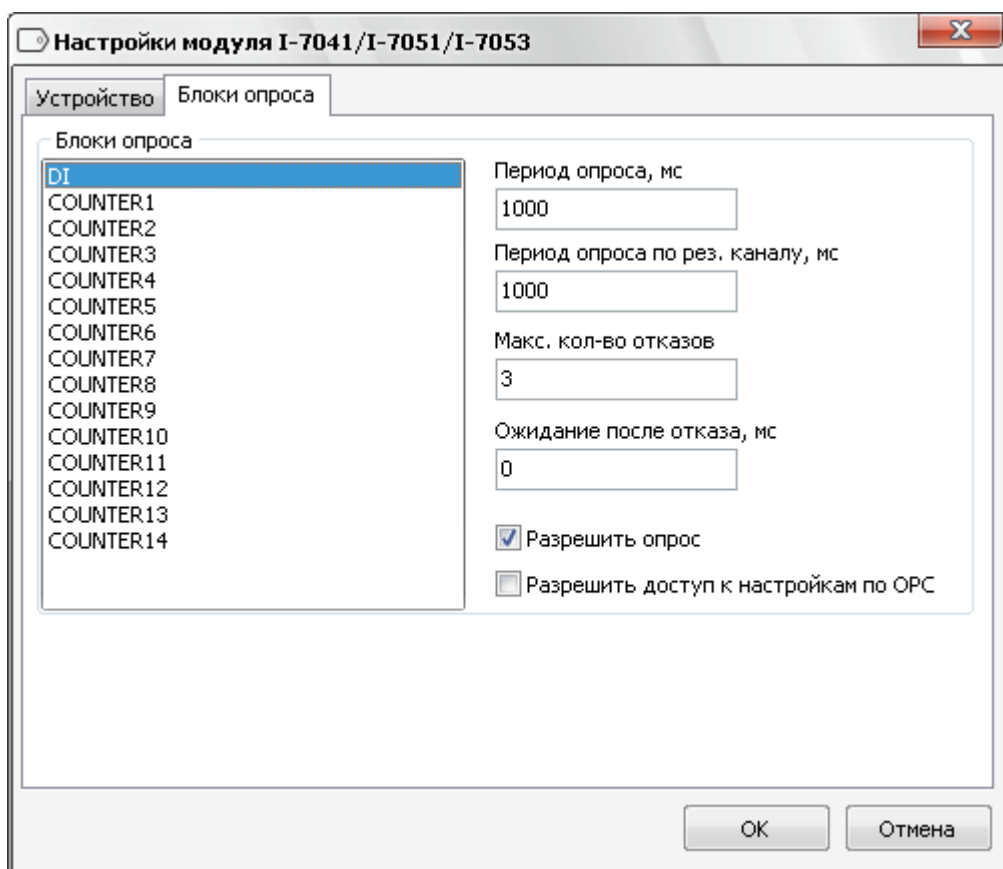 Настройки модуля I-7041/I-7051/I-7053
Устройство
Блоки опроса
Блоки опроса
DI
COUNTER1
COUNTER2
COUNTER3
COUNTER4
COUNTER5
COUNTER6
COUNTER7
COUNTER8
COUNTER9
COUNTER10
COUNTER11
COUNTER12
COUNTER13
COUNTER14
Период опроса, мс
1000
Период опроса по рез. каналу, мс
1000
Макс. кол-во отказов
3
Ожидание после отказа, мс
0
Разрешить опрос
Разрешить доступ к настройкам по OPC
OK
Отмена